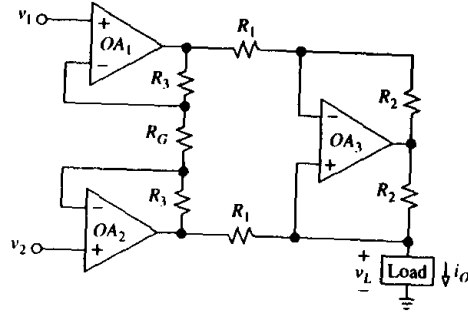 v1
+
OA1
−
R1
R3
R2
RG
−
OA3
+
R3
R2
−
OA2
+
v2
R1
+
vL
−
Load
iO